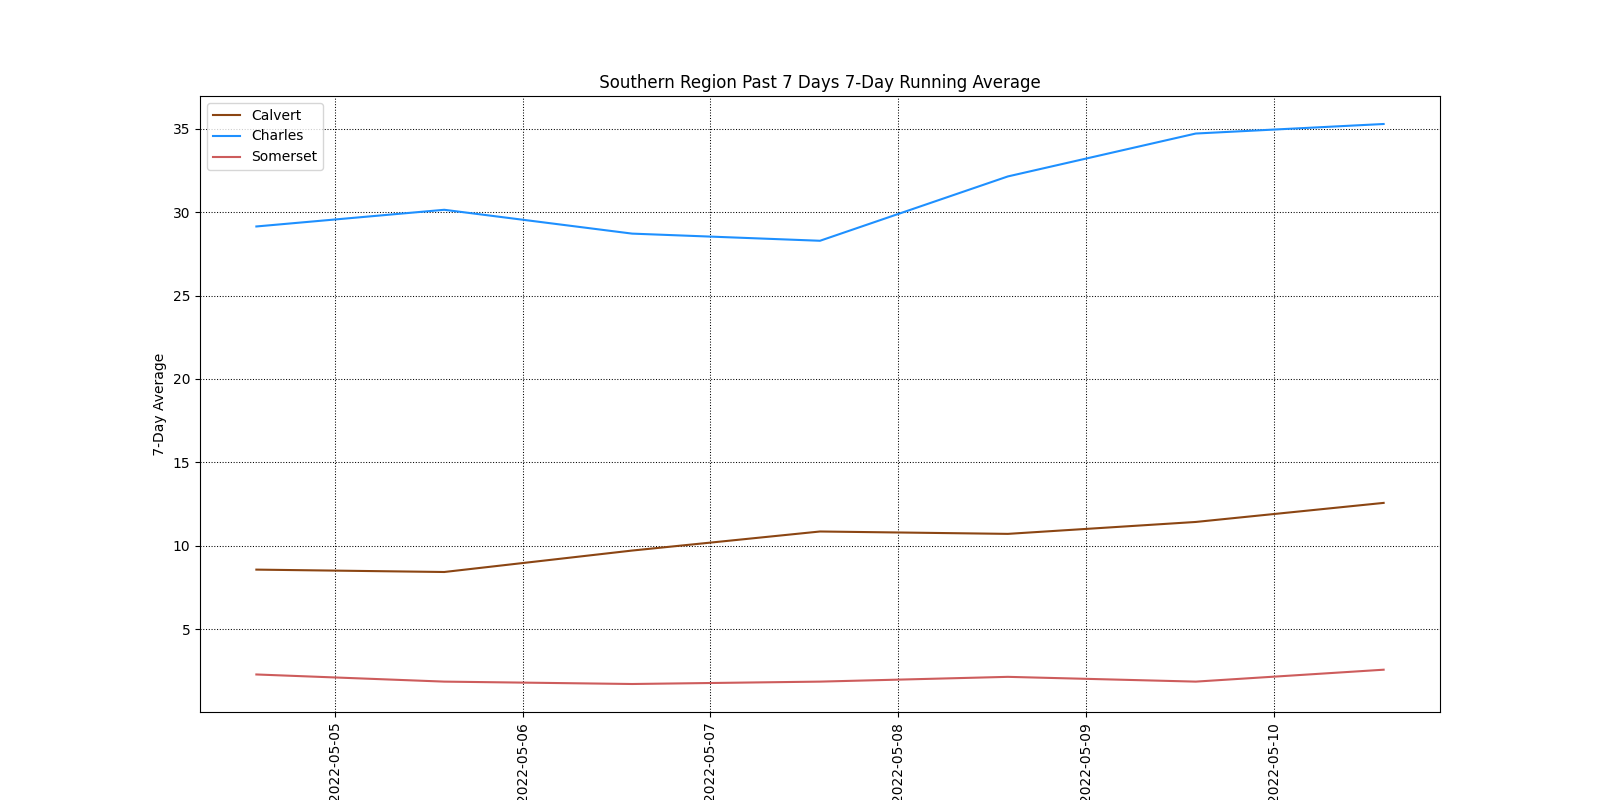 Southern Region Past 7 Days 7-Day Running Average
Calvert
Charles
Somerset
35
30
25
20
15
10
5
7-Day Average
2022-05-05
2022-05-06
2022-05-07
2022-05-08
2022-05-09
2022-05-10